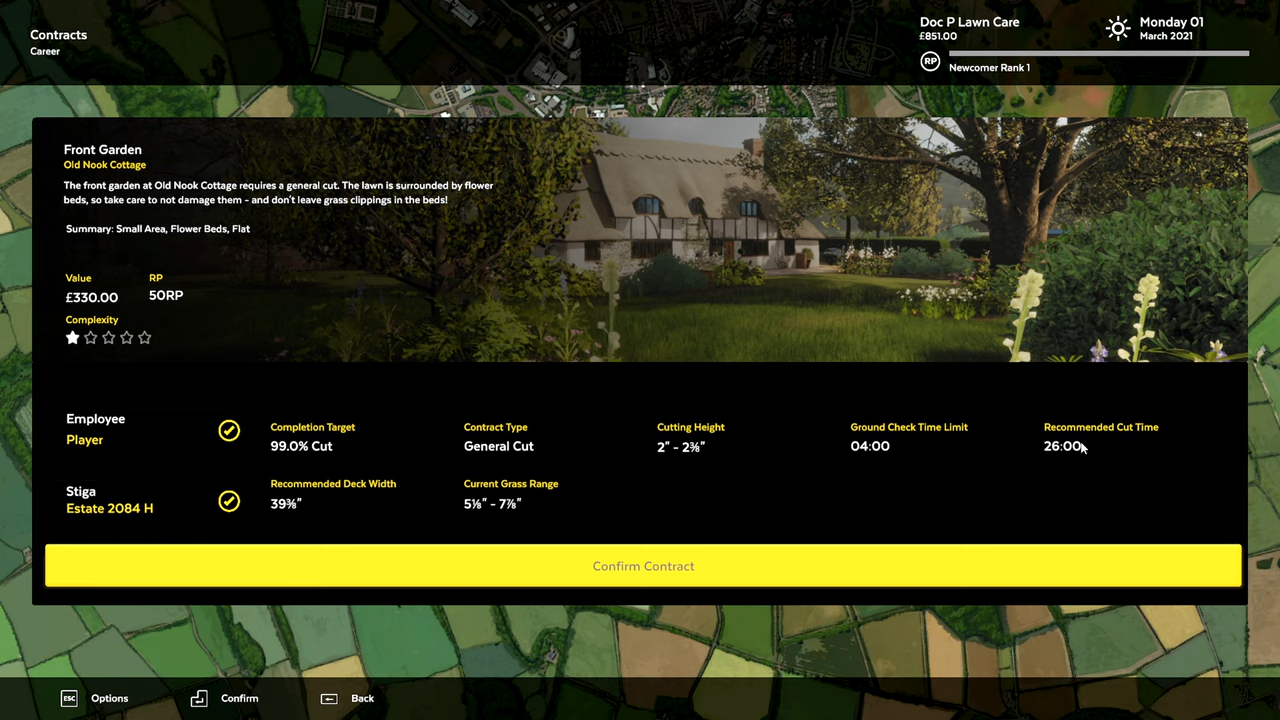 Contracts
Career
Doc P Lawn Care
£851.00
Monday 01
March 2021
RP
Newcomer Rank 1
Front Garden
Old Nook Cottage
The front garden at Old Nook Cottage requires a general cut. The lawn is surrounded by flower
beds, so take care to not damage them - and don't leave grass clippings in the beds!
Summary: Small Area, Flower Beds, Flat
Value
RP
£330.00
50RP
Complexity
Employee
Player
Completion Target
99.0% Cut
Contract Type
General Cut
Cutting Height
2" - 2⅜"
Ground Check Time Limit
04:00
Recommended Cut Time
26:00
Stiga
Estate 2084 H
Recommended Deck Width
39⅜"
Current Grass Range
5⅛" - 7⅞"
Confirm Contract
ESC Options
Confirm
Back